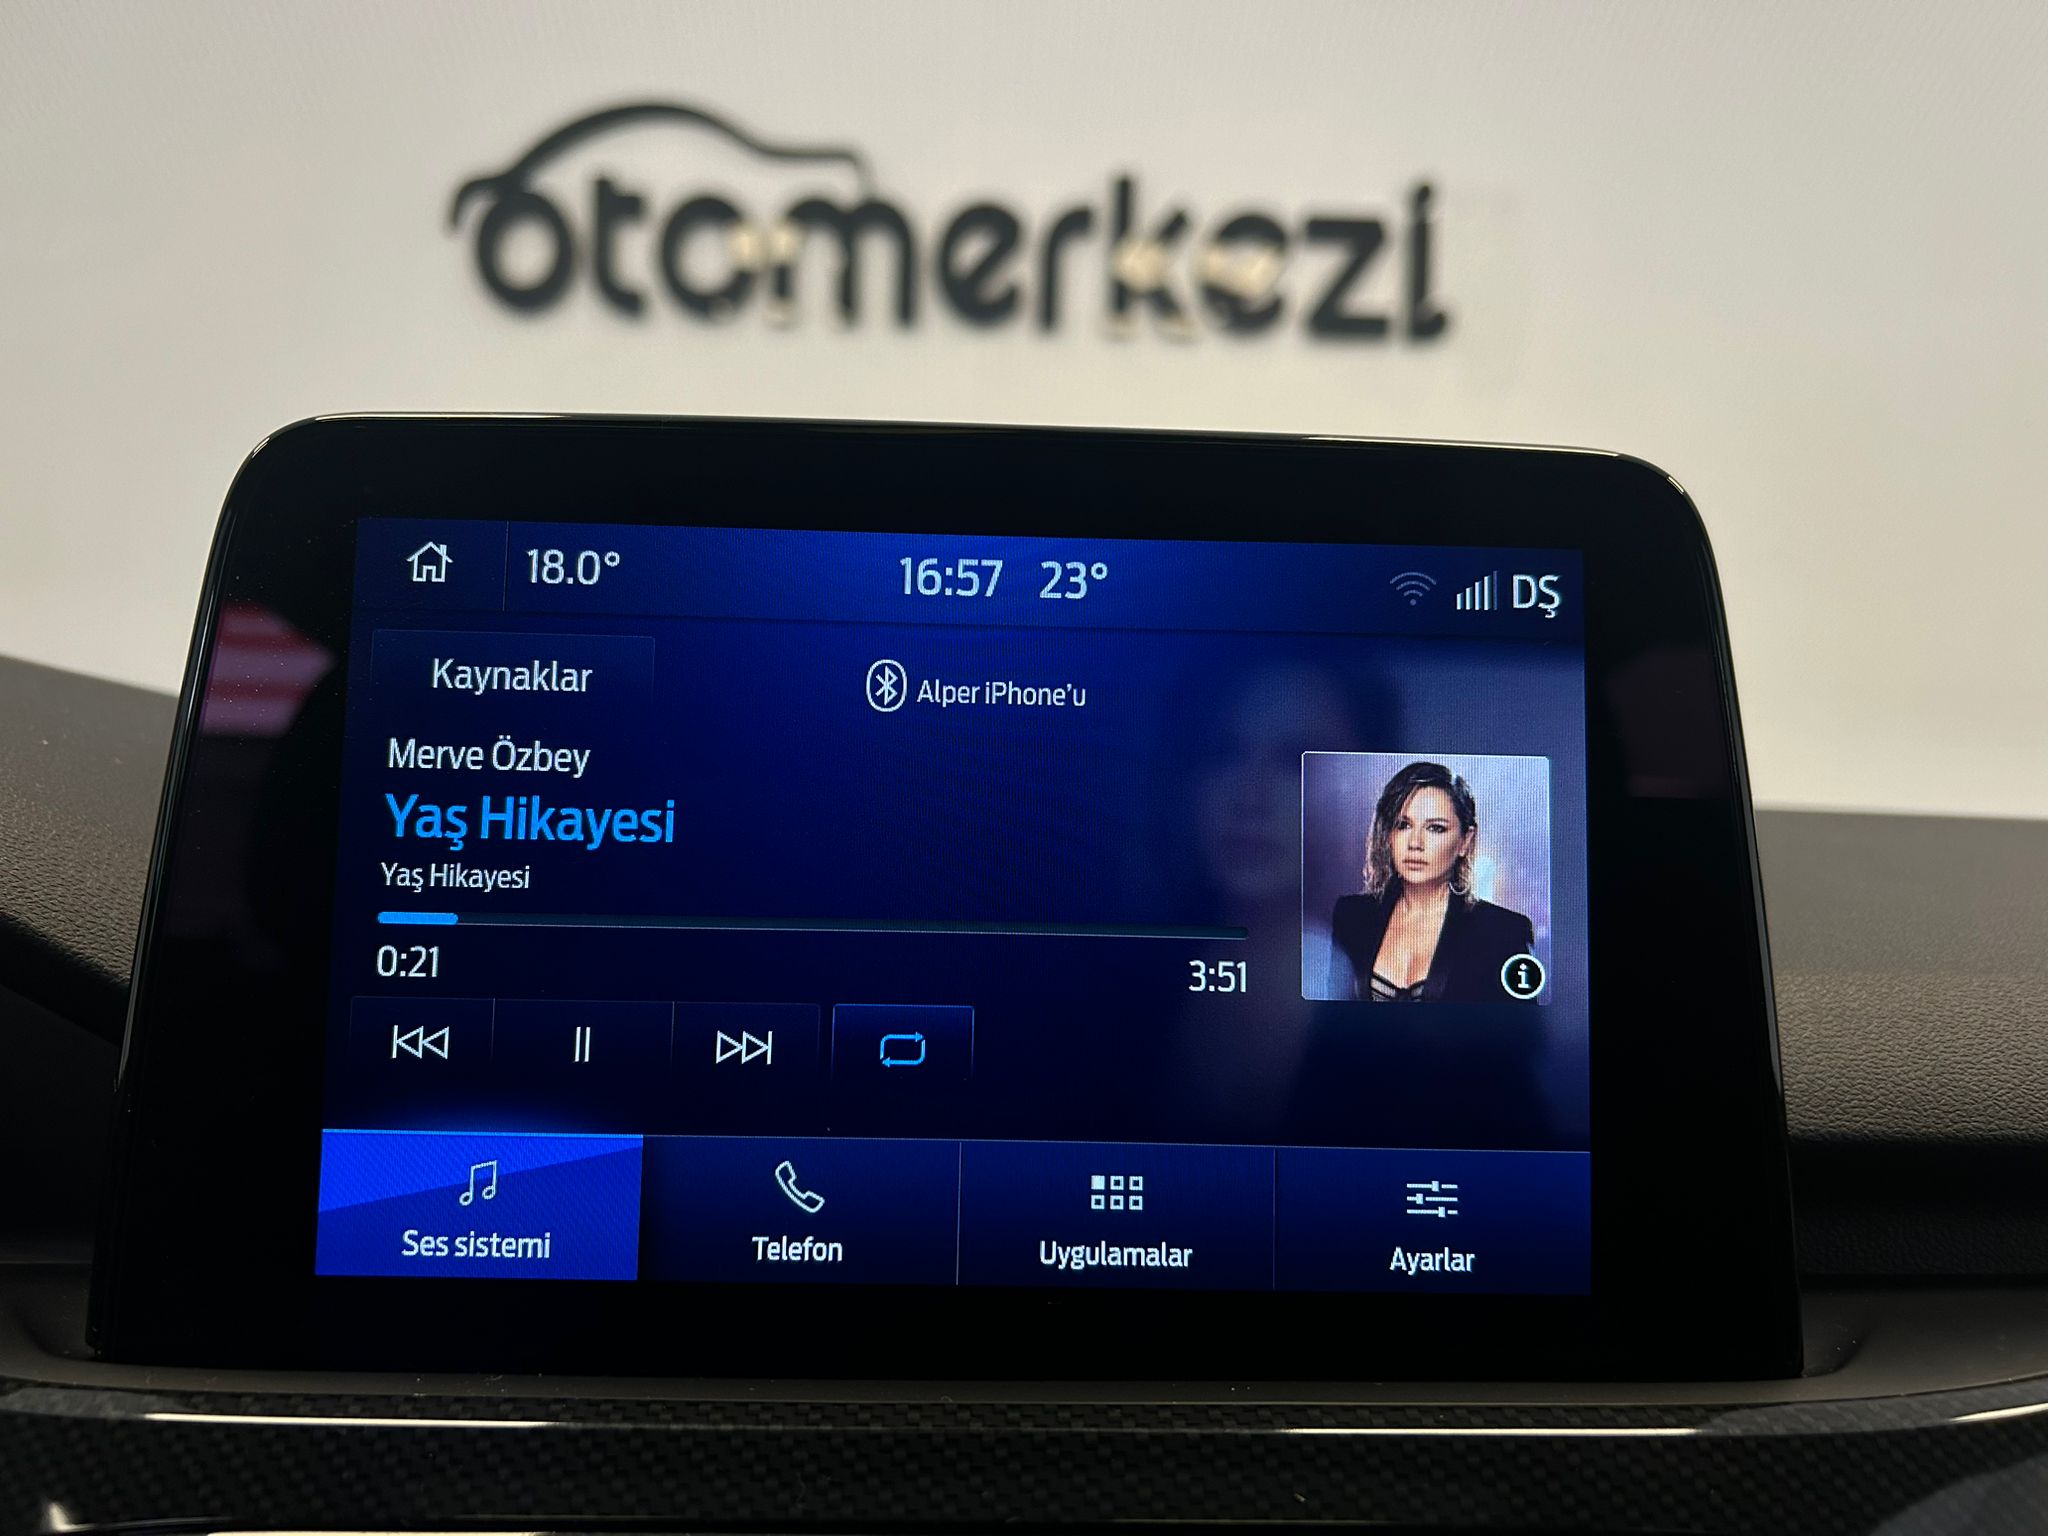 otomerkezi
18.0°
16:57 23°
DŞ
Kaynaklar
Alper iPhone'u
Merve Özbey
Yaş Hikayesi
Yaş Hikayesi
0:21
3:51
Ses sistemi
Telefon
Uygulamalar
Ayarlar